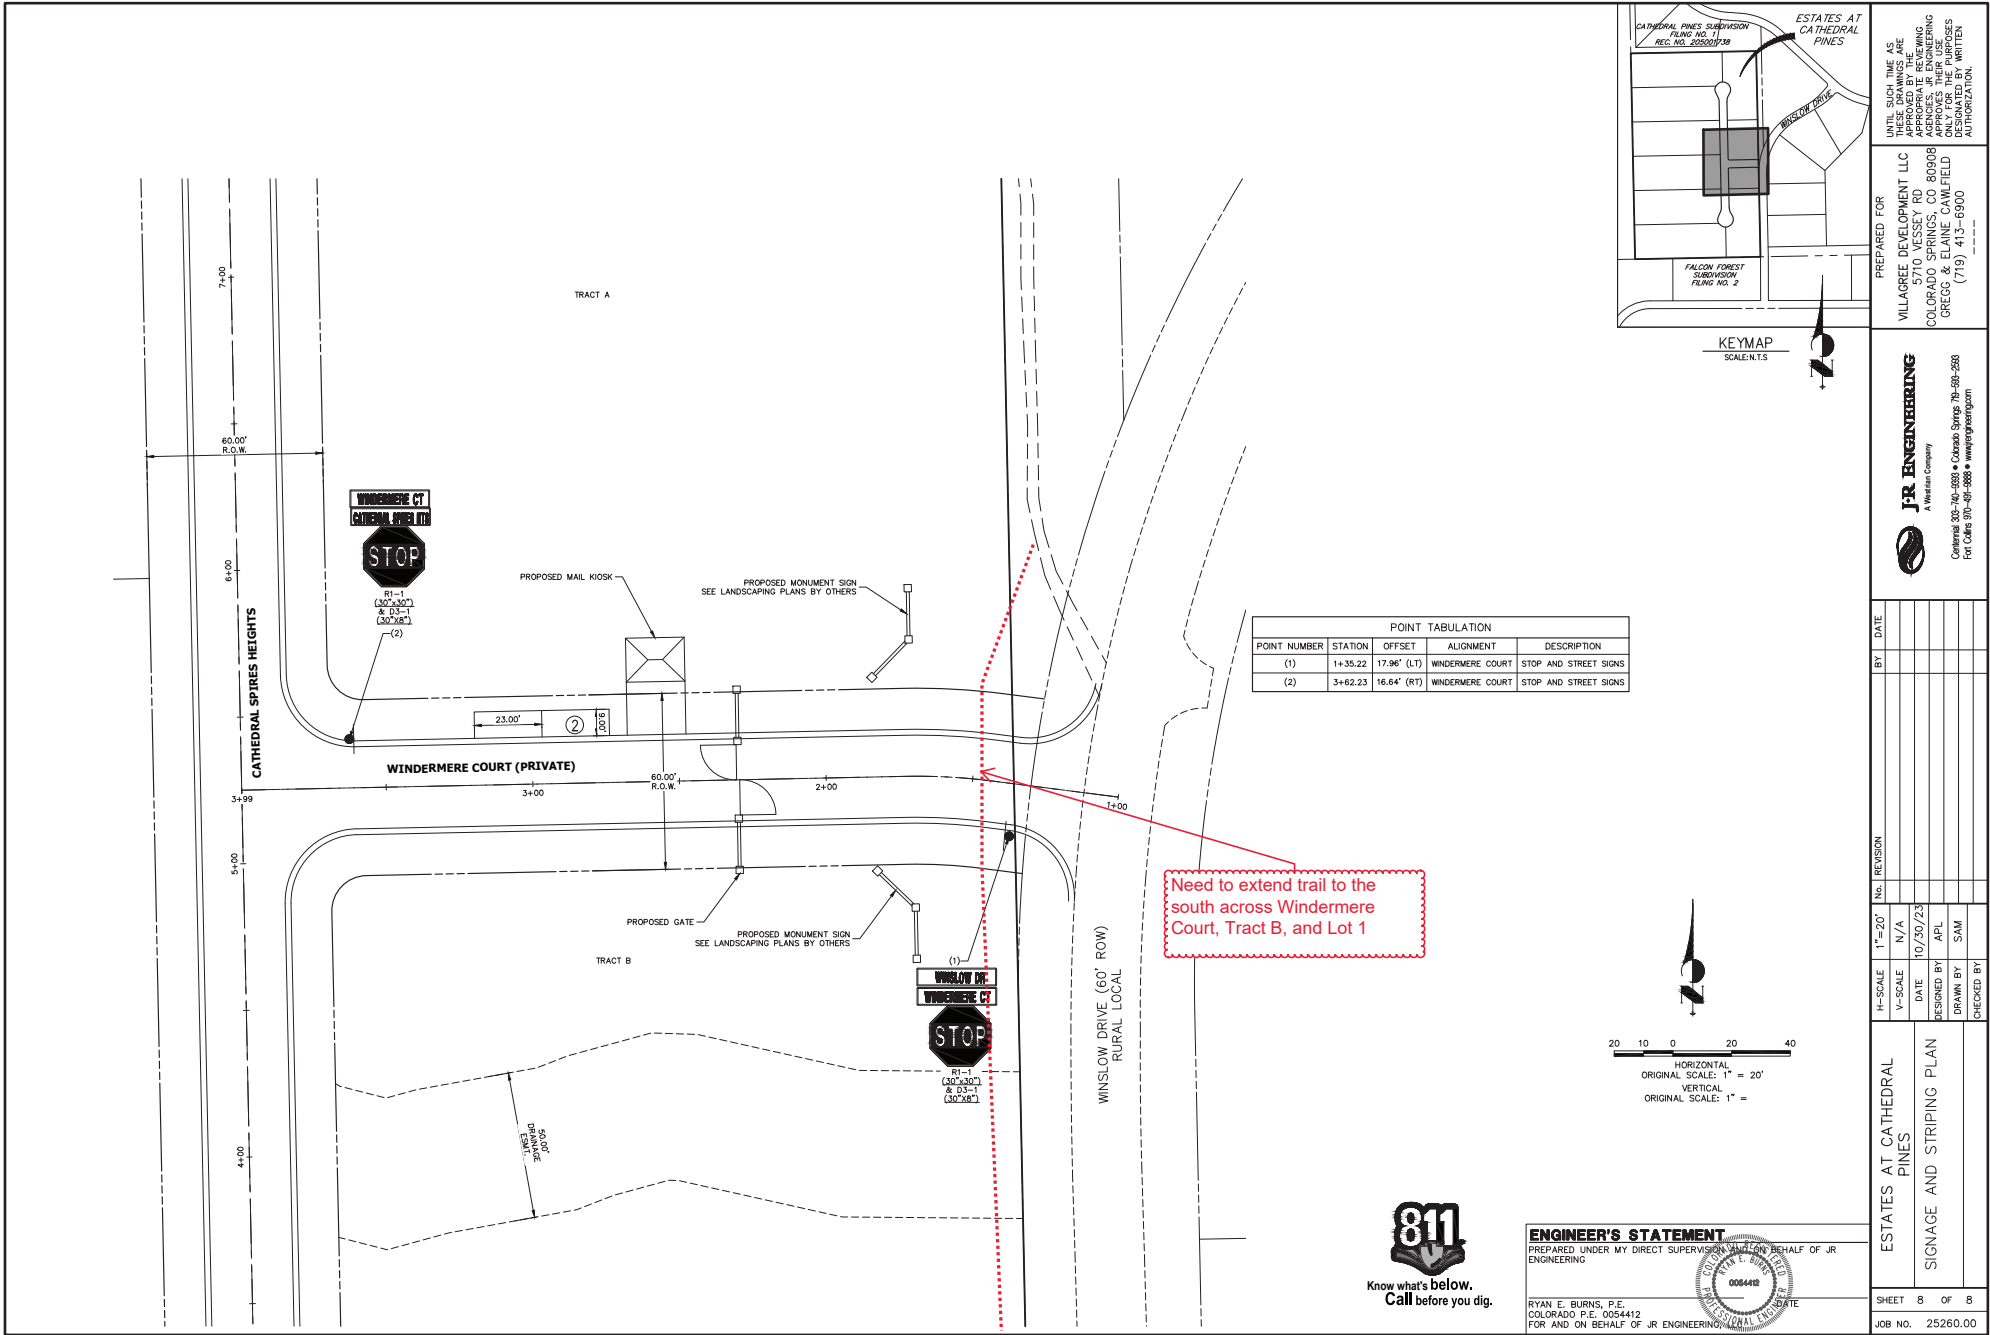 CATHEDRAL PINES SUBDIVISION
FILING NO. 1
REC. NO. 205001738
ESTATES AT
CATHEDRAL
PINES
WINSLOW DRIVE
FALCON FOREST
SUBDIVISION
FILING NO. 2
KEYMAP
SCALE:N.T.S
N
7+00
TRACT A
60.00'
R.O.W.
WINDERMERE CT
CATHEDRAL SPIRES HTS
STOP
R1-1
(30"x30")
& D3-1
(30"X8")
(2)
6+00
CATHEDRAL SPIRES HEIGHTS
PROPOSED MAIL KIOSK
PROPOSED MONUMENT SIGN
SEE LANDSCAPING PLANS BY OTHERS
23.00'
2
9.00'
WINDERMERE COURT (PRIVATE)
3+99
3+00
60.00'
R.O.W.
2+00
1+00
5+00
PROPOSED GATE
PROPOSED MONUMENT SIGN
SEE LANDSCAPING PLANS BY OTHERS
TRACT B
(1)
WINSLOW DR
WINDERMERE CT
STOP
R1-1
(30"x30")
& D3-1
(30"X8")
50.00'
DRAINAGE
ESMT.
4+00
WINSLOW DRIVE (60' ROW)
RURAL LOCAL
POINT TABULATION
POINT NUMBER STATION OFFSET ALIGNMENT DESCRIPTION
(1) 1+35.22 17.96' (LT) WINDERMERE COURT STOP AND STREET SIGNS
(2) 3+62.23 16.64' (RT) WINDERMERE COURT STOP AND STREET SIGNS
Need to extend trail to the
south across Windermere
Court, Tract B, and Lot 1
N
20 10 0 20 40
HORIZONTAL
ORIGINAL SCALE: 1" = 20'
VERTICAL
ORIGINAL SCALE: 1" =
811
Know what's below.
Call before you dig.
ENGINEER'S STATEMENT
PREPARED UNDER MY DIRECT SUPERVISION AND ON BEHALF OF JR
ENGINEERING
COLORADO REGISTERED
RYAN E. BURNS
0054412
PROFESSIONAL ENGINEER
RYAN E. BURNS, P.E.
DATE
COLORADO P.E. 0054412
FOR AND ON BEHALF OF JR ENGINEERING,
UNTIL SUCH TIME AS
THESE DRAWINGS ARE
APPROVED BY THE
APPROPRIATE REVIEWING
AGENCIES, JR ENGINEERING
APPROVES THEIR USE
ONLY FOR THE PURPOSES
DESIGNATED BY WRITTEN
AUTHORIZATION.
PREPARED FOR
VILLAGREE DEVELOPMENT LLC
5710 VESSEY RD
COLORADO SPRINGS, CO 80908
GREGG & ELAINE CAWLFIELD
(719) 413-6900
----
J·R ENGINEERING
A Westrian Company
Centennial 303-740-9393 ● Colorado Springs 719-593-2593
Fort Collins 970-491-9888 ● www.jrengineering.com
No. REVISION BY DATE
H-SCALE 1"=20'
V-SCALE N/A
DATE 10/30/23
DESIGNED BY APL
DRAWN BY SAM
CHECKED BY
ESTATES AT CATHEDRAL
PINES
SIGNAGE AND STRIPING PLAN
SHEET 8 OF 8
JOB NO. 25260.00